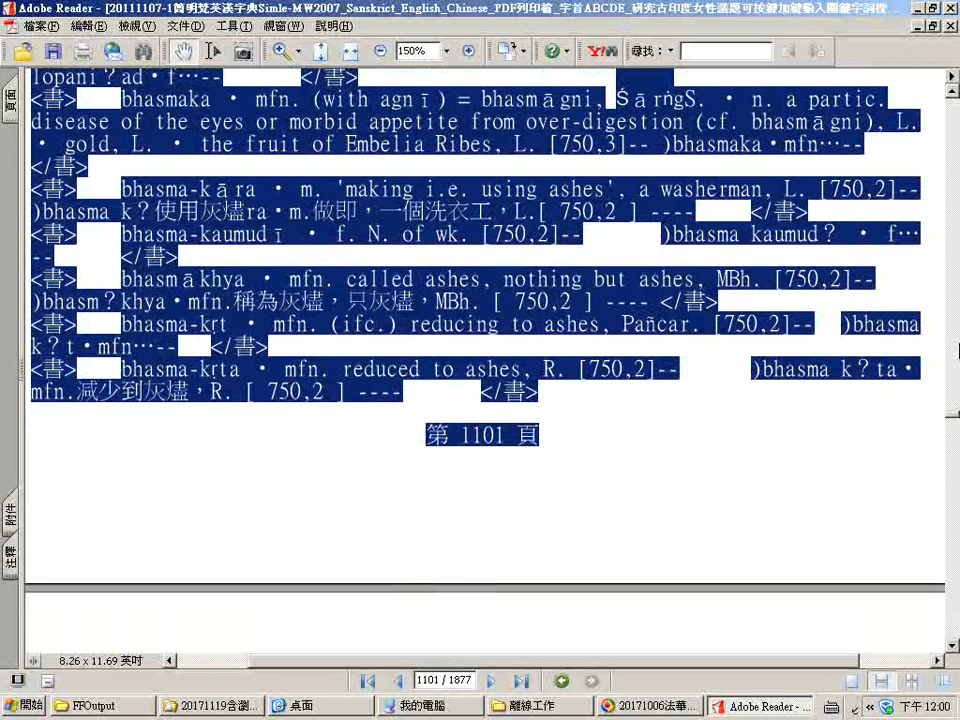 Adobe Reader - [20111107-1簡明梵英漢字典Simle-MW2007_Sanskrict_English_Chinese_PDF列印檔_字首ABCDE_研究古印度女性議題可按鍵加鍵輸入關鍵字詞搜...
檔案(F) 編輯(E) 檢視(V) 文件(D) 工具(T) 視窗(W) 說明(H)
150% Y! 尋找：
頁面
lopani？ad‧f…-- </書>
<書> bhasmaka ‧ mfn. (with agnī) = bhasmāgni, ŚārṅgS. ‧ n. a partic.
disease of the eyes or morbid appetite from over-digestion (cf. bhasmāgni), L.
‧ gold, L. ‧ the fruit of Embelia Ribes, L. [750,3]-- )bhasmaka‧mfn…--
</書>
<書> bhasma-kāra ‧ m. 'making i.e. using ashes', a washerman, L. [750,2]--
)bhasma k？使用灰燼ra‧m.做即，一個洗衣工，L.[ 750,2 ] ---- </書>
<書> bhasma-kaumudī ‧ f. N. of wk. [750,2]-- )bhasma kaumud？ ‧ f…
-- </書>
<書> bhasmākhya ‧ mfn. called ashes, nothing but ashes, MBh. [750,2]--
)bhasm？khya‧mfn.稱為灰燼，只灰燼，MBh. [ 750,2 ] ---- </書>
<書> bhasma-kṛt ‧ mfn. (ifc.) reducing to ashes, Pañcar. [750,2]-- )bhasma
k？t‧mfn…-- </書>
<書> bhasma-kṛta ‧ mfn. reduced to ashes, R. [750,2]-- )bhasma k？ta‧
mfn.減少到灰燼，R. [ 750,2 ] ---- </書>
第 1101 頁
附件
注釋
8.26 x 11.69 英吋
1101 / 1877
開始 FFOutput 20171119含瀏... 桌面 我的電腦 離線工作 20171006法華... Adobe Reader - ... 下午 12:00